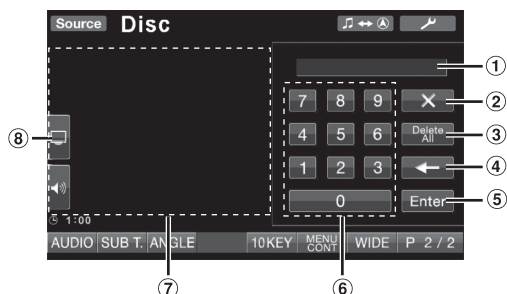 Source Disc
①
7 8 9 ②
4 5 6 Delete All ③
⑧
1 2 3 ④
0 Enter ⑤
1:00
AUDIO SUB T. ANGLE 10KEY MENU CONT WIDE P 2/2
⑦ ⑥